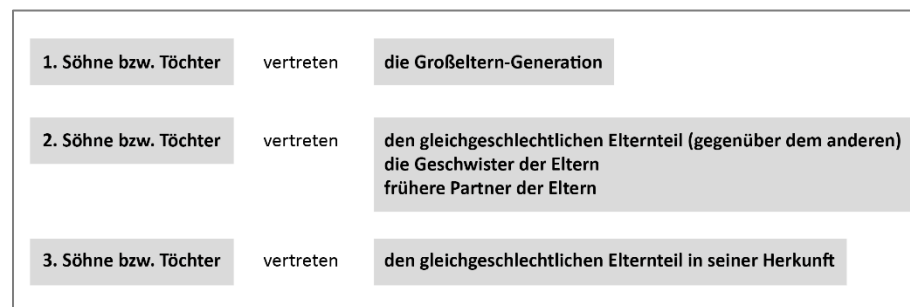 1. Söhne bzw. Töchter vertreten die Großeltern-Generation
2. Söhne bzw. Töchter vertreten den gleichgeschlechtlichen Elternteil (gegenüber dem anderen)
die Geschwister der Eltern
frühere Partner der Eltern
3. Söhne bzw. Töchter vertreten den gleichgeschlechtlichen Elternteil in seiner Herkunft